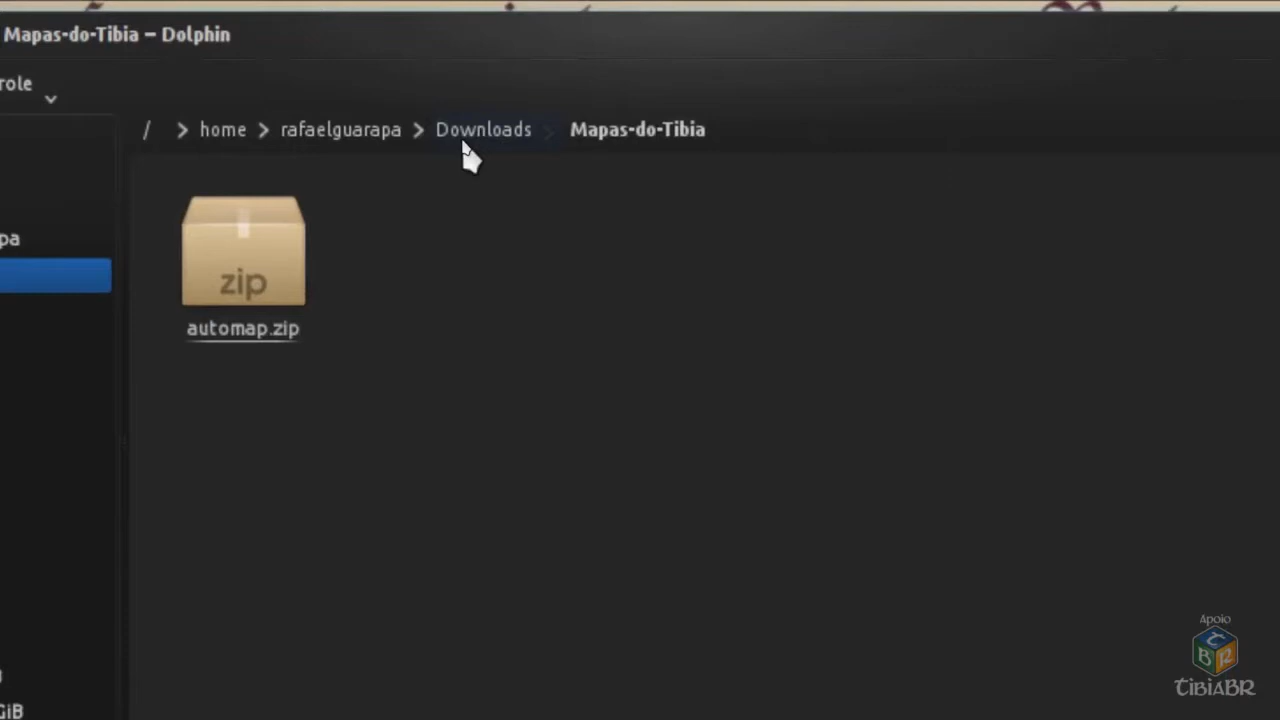 Mapas-do-Tibia – Dolphin
role
/ > home > rafaelguarapa > Downloads > Mapas-do-Tibia
pa
zip
automap.zip
GiB
Apoio
TibiaBR